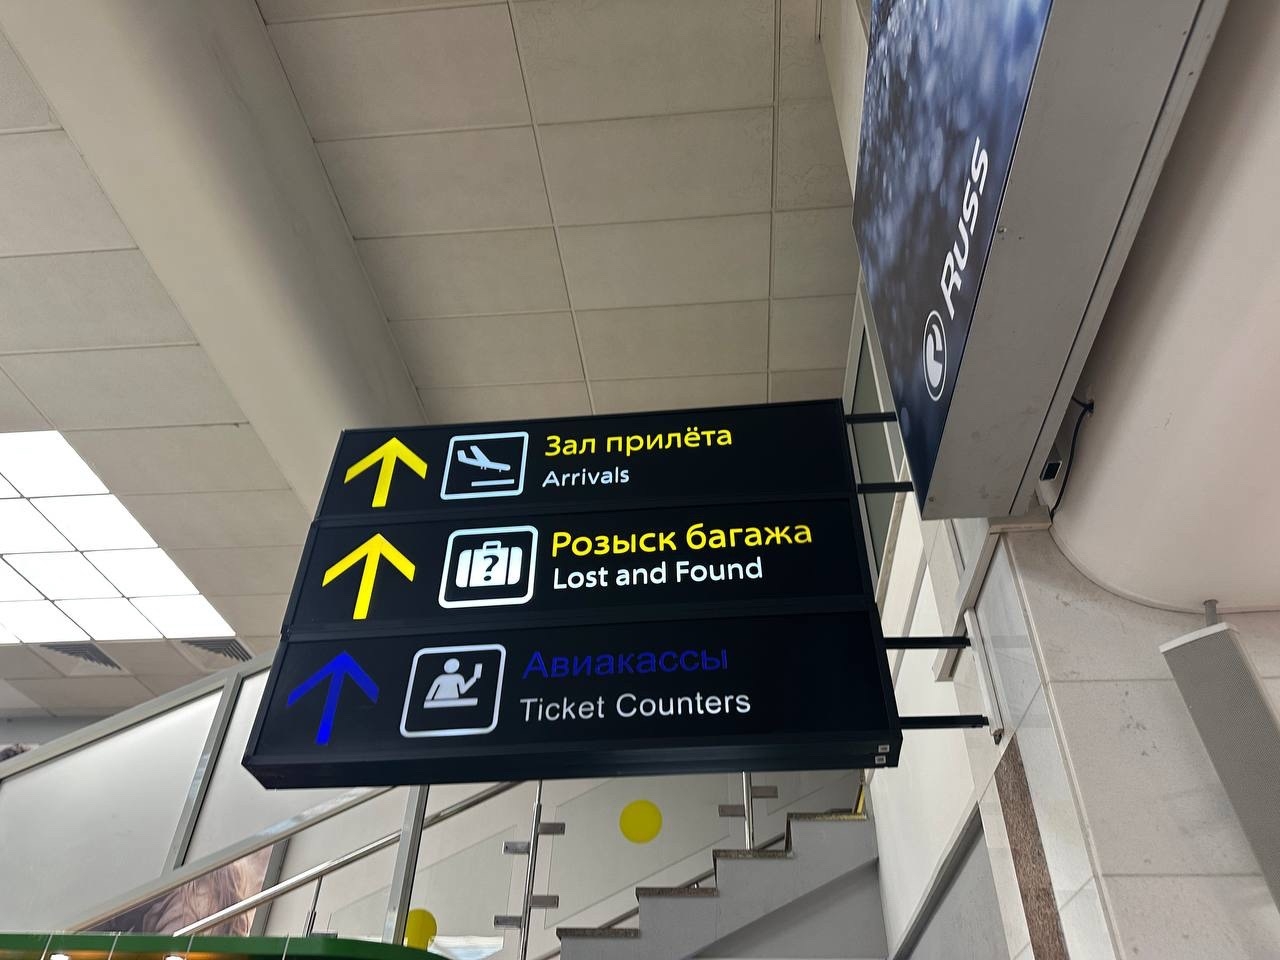 Зал прилёта
Arrivals
Розыск багажа
Lost and Found
Авиакассы
Ticket Counters
Russ